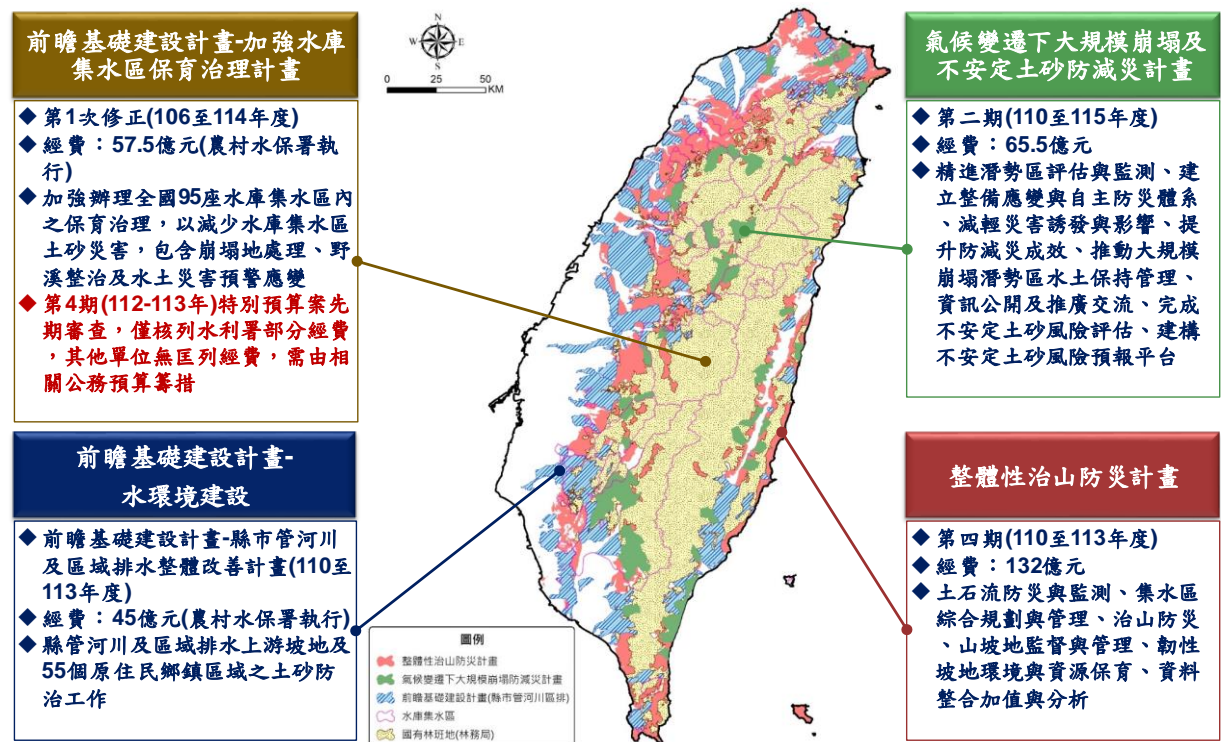 前瞻基礎建設計畫-加強水庫
集水區保育治理計畫
◆ 第1次修正(106至114年度)
◆ 經費：57.5億元(農村水保署執
行)
◆ 加強辦理全國95座水庫集水區內
之保育治理，以減少水庫集水區
土砂災害，包含崩塌地處理、野
溪整治及水土災害預警應變
◆ 第4期(112-113年)特別預算案先
期審查，僅核列水利署部分經費
，其他單位無匡列經費，需由相
關公務預算籌措
前瞻基礎建設計畫-
水環境建設
◆ 前瞻基礎建設計畫-縣市管河川
及區域排水整體改善計畫(110至
113年度)
◆ 經費：45億元(農村水保署執行)
◆ 縣管河川及區域排水上游坡地及
55個原住民鄉鎮區域之土砂防
治工作
N
W
E
S
0 25 50
KM
圖例
整體性治山防災計畫
氣候變遷下大規模崩塌防減災計畫
前瞻基礎建設計畫(縣市管河川區排)
水庫集水區
國有林班地(林務局)
氣候變遷下大規模崩塌及
不安定土砂防減災計畫
◆ 第二期(110至115年度)
◆ 經費：65.5億元
◆ 精進潛勢區評估與監測、建
立整備應變與自主防災體系
、減輕災害誘發與影響、提
升防減災成效、推動大規模
崩塌潛勢區水土保持管理、
資訊公開及推廣交流、完成
不安定土砂風險評估、建構
不安定土砂風險預報平台
整體性治山防災計畫
◆ 第四期(110至113年度)
◆ 經費：132億元
◆ 土石流防災與監測、集水區
綜合規劃與管理、治山防災
、山坡地監督與管理、韌性
坡地環境與資源保育、資料
整合加值與分析